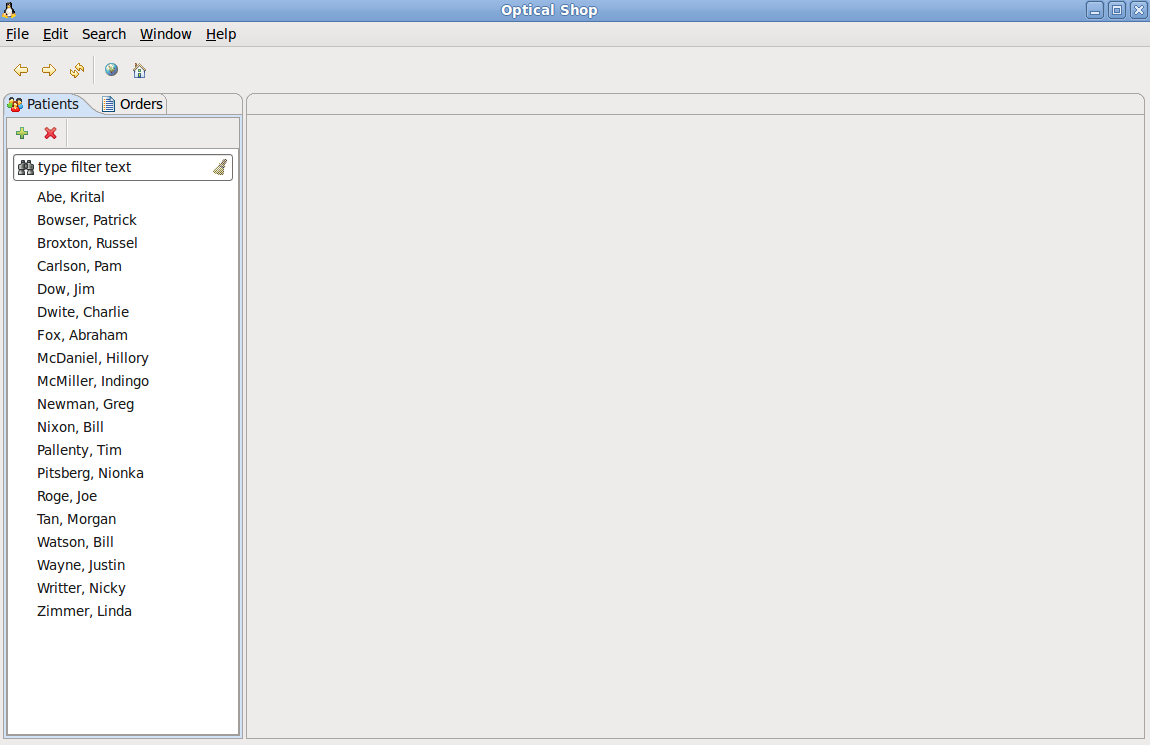 Optical Shop
File Edit Search Window Help
Patients Orders
type filter text
Abe, Krital
Bowser, Patrick
Broxton, Russel
Carlson, Pam
Dow, Jim
Dwite, Charlie
Fox, Abraham
McDaniel, Hillory
McMiller, Indingo
Newman, Greg
Nixon, Bill
Pallenty, Tim
Pitsberg, Nionka
Roge, Joe
Tan, Morgan
Watson, Bill
Wayne, Justin
Writter, Nicky
Zimmer, Linda